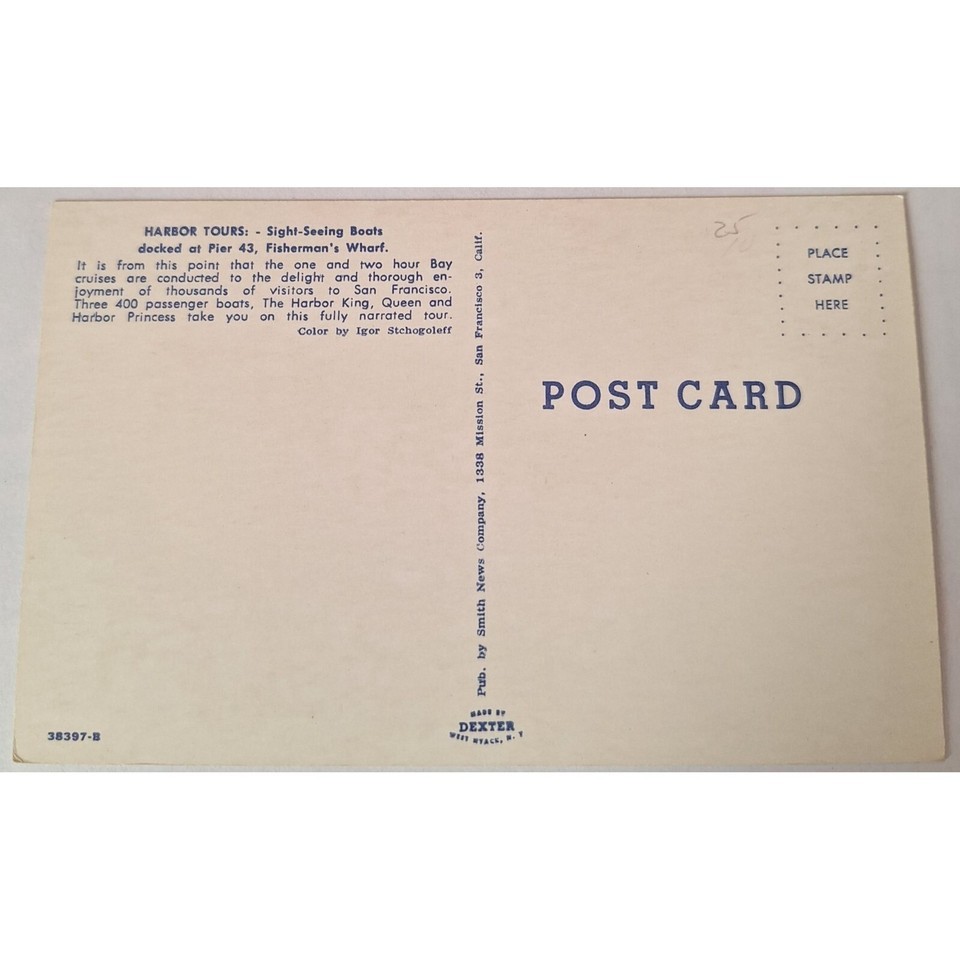 HARBOR TOURS: - Sight-Seeing Boats
docked at Pier 43, Fisherman's Wharf.
It is from this point that the one and two hour Bay
cruises are conducted to the delight and thorough en-
joyment of thousands of visitors to San Francisco.
Three 400 passenger boats, The Harbor King, Queen and
Harbor Princess take you on this fully narrated tour.
Color by Igor Stchogoleff
38397-B
Pub. by Smith News Company, 1338 Mission St., San Francisco 3, Calif.
MADE BY
DEXTER
WEST NYACK, N. Y
25
PLACE
STAMP
HERE
POST CARD